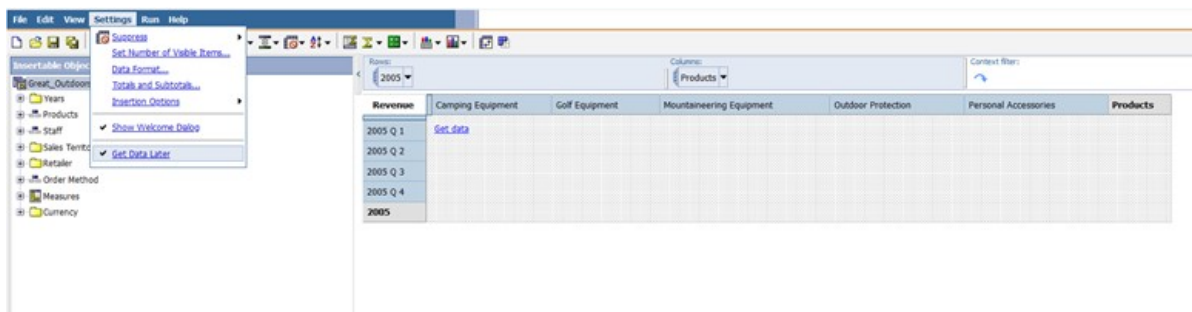 File Edit View Settings Run Help
Suppress
Set Number of Visible Items...
Data Format...
Totals and Subtotals...
Insertion Options
Show Welcome Dialog
Get Data Later
Insertable Objec
Great_Outdoors
Years
Products
Staff
Sales Territo
Retailer
Order Method
Measures
Currency
Rows: Columns: Context filter:
2005 Products
Revenue Camping Equipment Golf Equipment Mountaineering Equipment Outdoor Protection Personal Accessories Products
2005 Q 1 Get data
2005 Q 2
2005 Q 3
2005 Q 4
2005